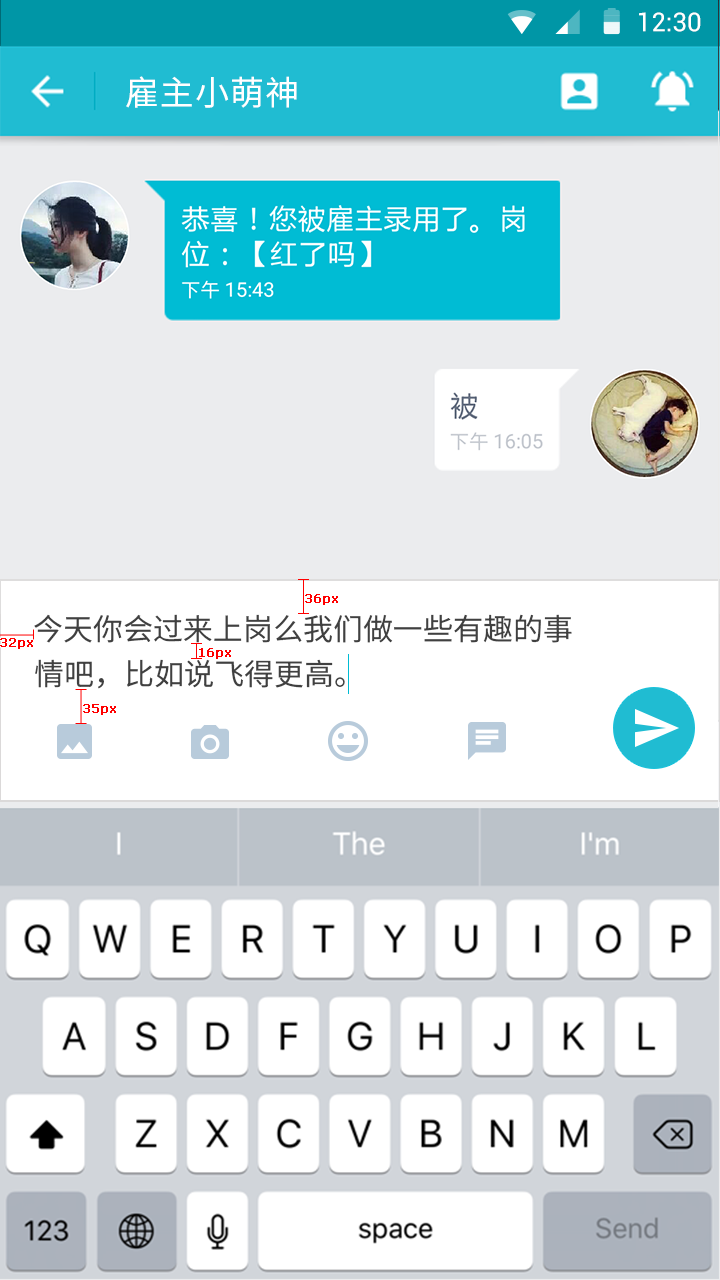 12:30
雇主小萌神
恭喜！您被雇主录用了。岗
位：【红了吗】
下午 15:43
被
下午 16:05
36px
32px
今天你会过来上岗么我们做一些有趣的事
16px
情吧，比如说飞得更高。
35px
I The I'm
Q W E R T Y U I O P
A S D F G H J K L
Z X C V B N M
123 space Send